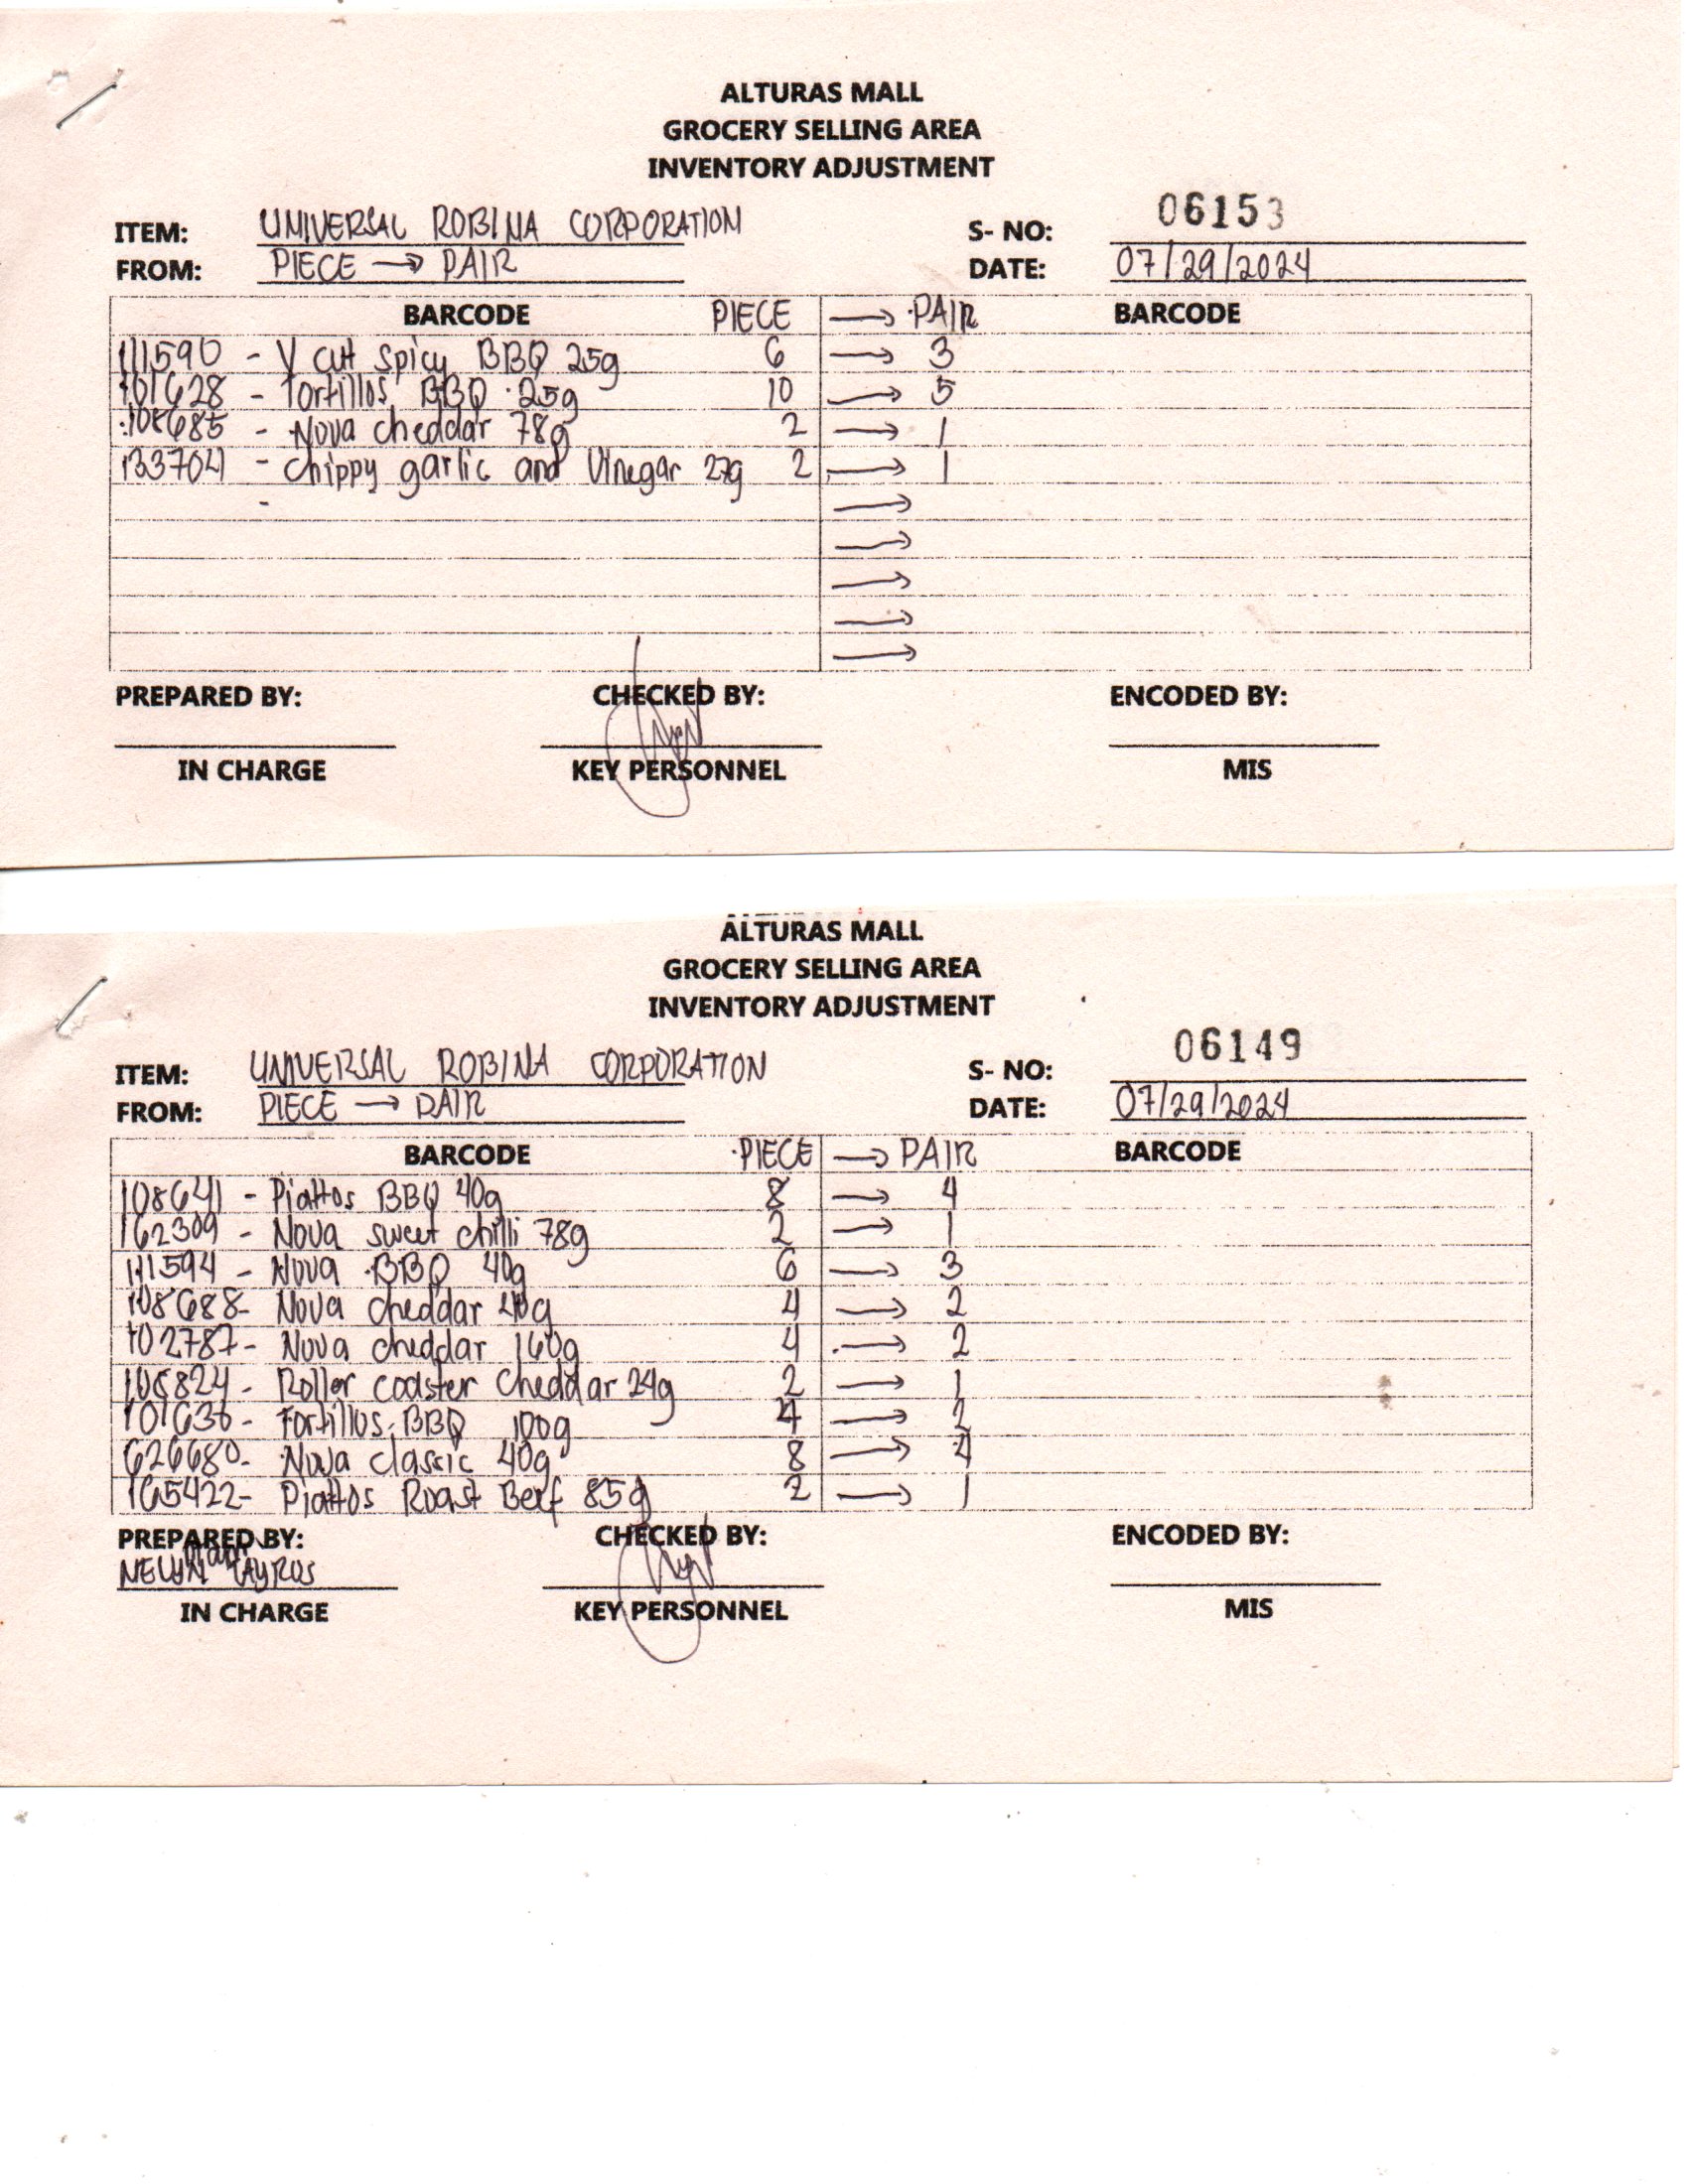 ALTURAS MALL
GROCERY SELLING AREA
INVENTORY ADJUSTMENT
ITEM: UNIVERSAL ROBINA CORPORATION S- NO: 06153
FROM: PIECE → PAIR DATE: 07/29/2024
BARCODE PIECE → PAIR BARCODE
111590 - V cut spicy BBQ 25g 6 → 3
101628 - Tortillos BBQ 25g 10 → 5
108685 - Nova cheddar 78g 2 → 1
133704 - Chippy garlic and Vinegar 27g 2 → 1
- →
→
→
→
→
PREPARED BY: CHECKED BY: ENCODED BY:
IN CHARGE KEY PERSONNEL MIS
ALTURAS MALL
GROCERY SELLING AREA
INVENTORY ADJUSTMENT
ITEM: UNIVERSAL ROBINA CORPORATION S- NO: 06149
FROM: PIECE → PAIR DATE: 07/29/2024
BARCODE PIECE → PAIR BARCODE
108641 - Piattos BBQ 40g 8 → 4
162309 - Nova sweet chilli 78g 2 → 1
111594 - Nova BBQ 40g 6 → 3
108688- Nova cheddar 40g 4 → 2
102787- Nova cheddar 160g 4 → 2
108824- Roller coaster cheddar 24g 2 → 1
101636- Tortillos BBQ 100g 4 → 2
626680- Nova classic 40g 8 → 4
165422- Piattos Roast Beef 85g 2 → 1
PREPARED BY: CHECKED BY: ENCODED BY:
NELYN TAYROS
IN CHARGE KEY PERSONNEL MIS